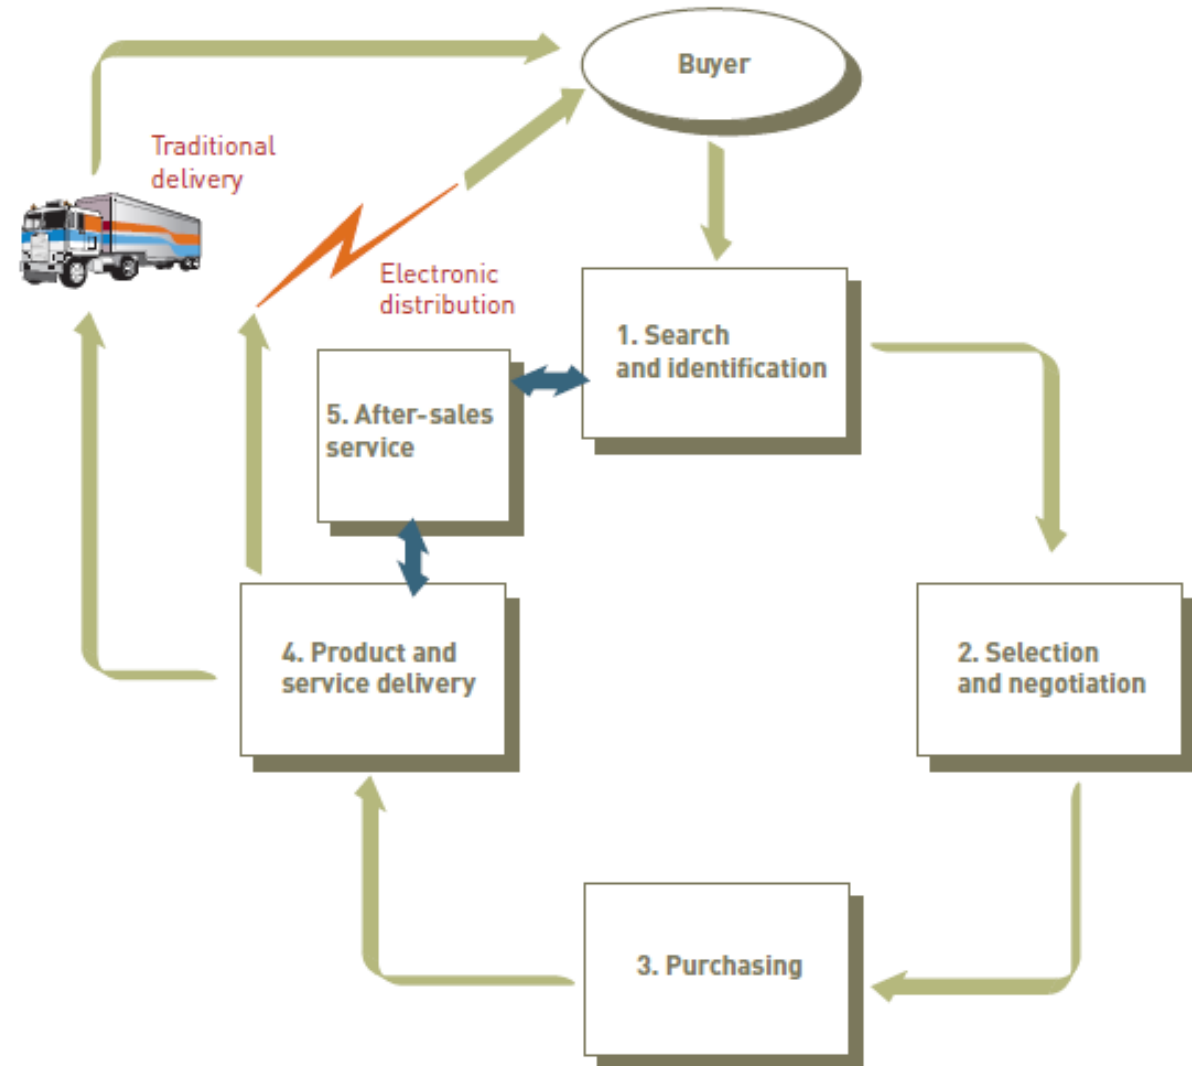 Buyer
Traditional
delivery
Electronic
distribution
1. Search
and identification
5. After-sales
service
4. Product and
service delivery
2. Selection
and negotiation
3. Purchasing